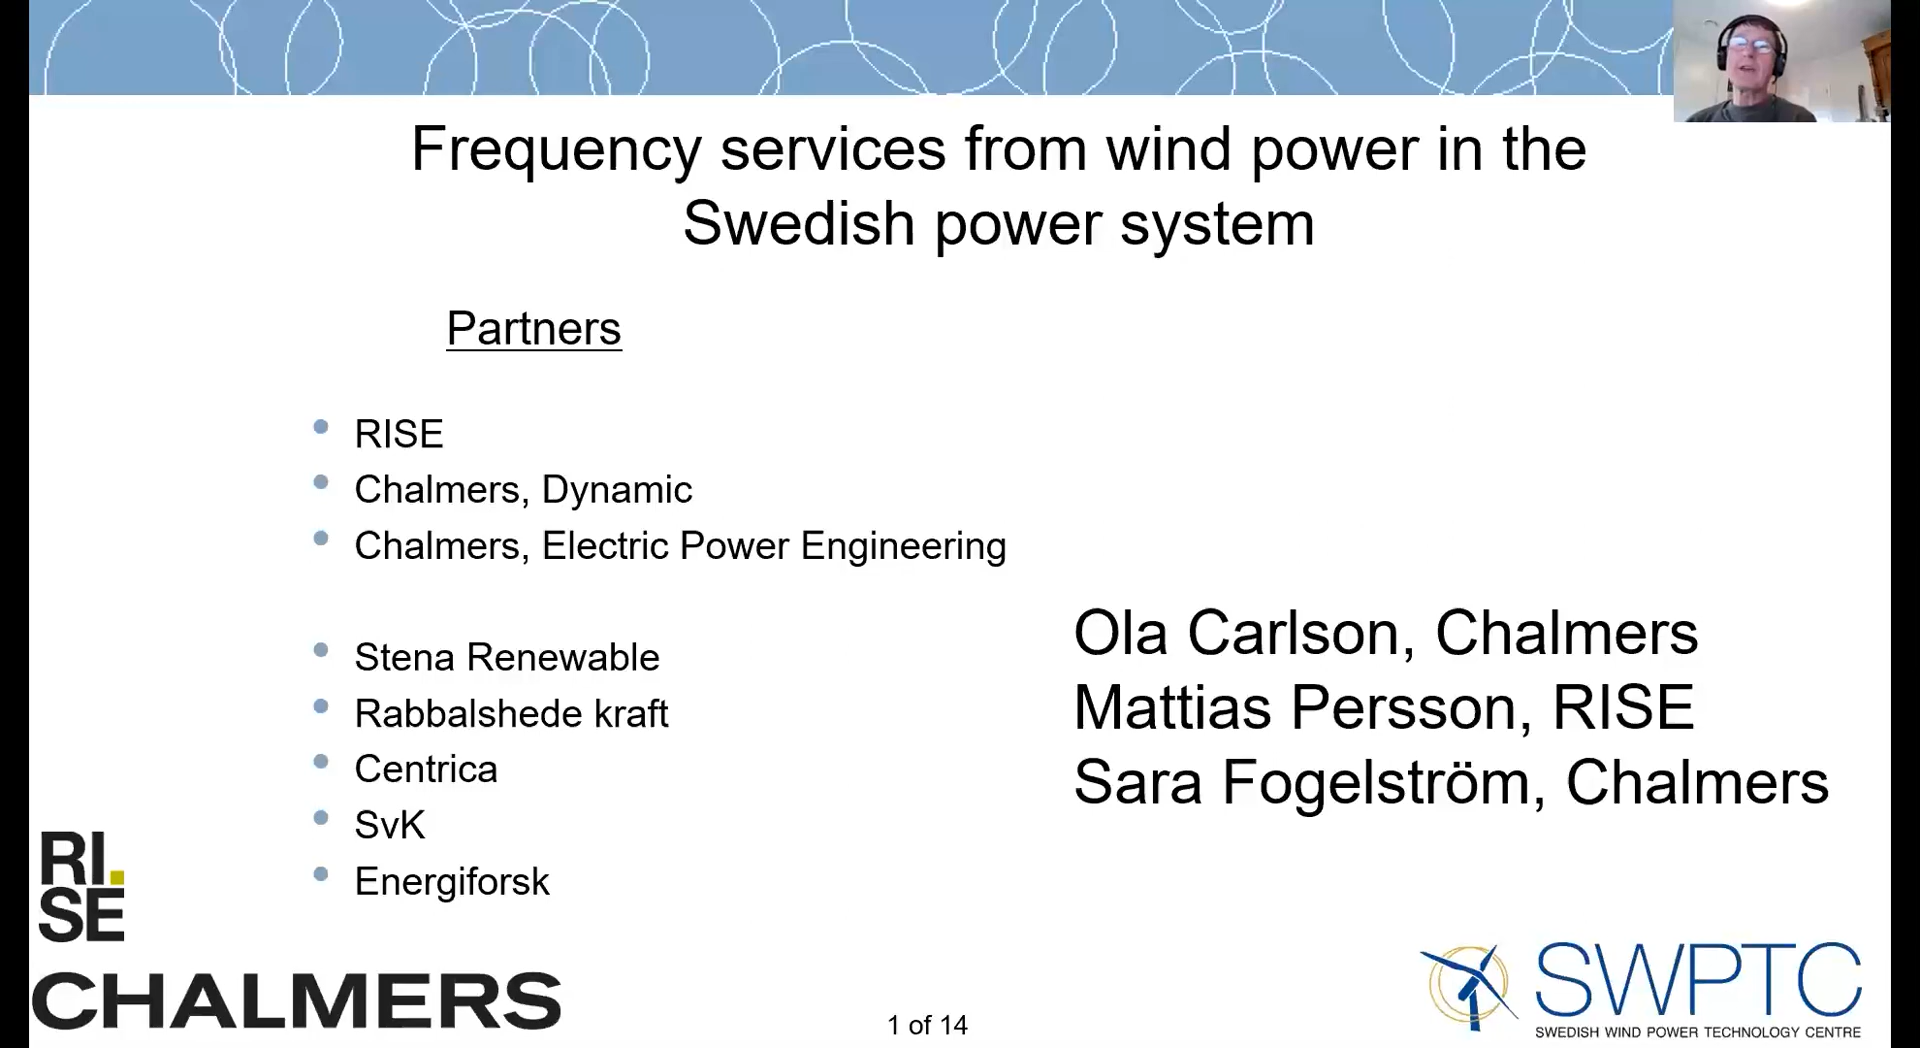 Frequency services from wind power in the
Swedish power system
Partners
RISE
Chalmers, Dynamic
Chalmers, Electric Power Engineering
Stena Renewable
Rabbalshede kraft
Centrica
SvK
Energiforsk
Ola Carlson, Chalmers
Mattias Persson, RISE
Sara Fogelström, Chalmers
RI.
SE
CHALMERS
1 of 14
SWPTC
SWEDISH WIND POWER TECHNOLOGY CENTRE